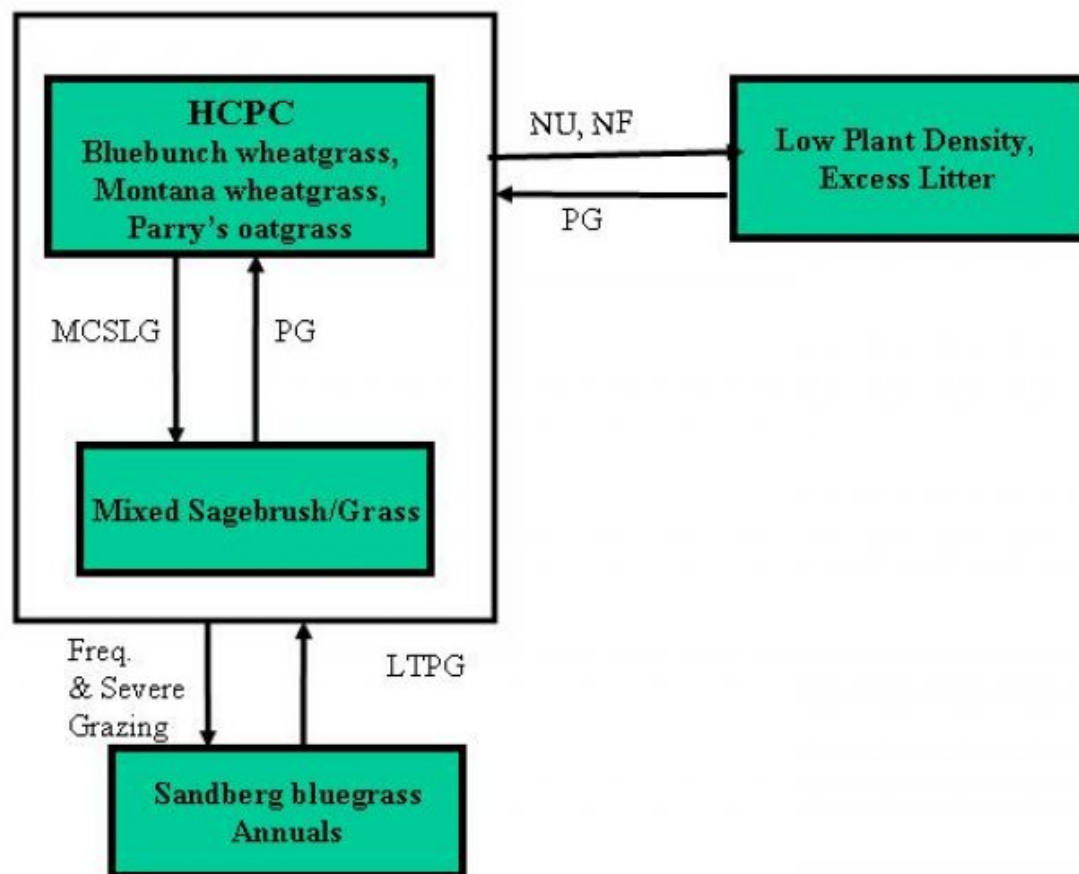 HCPC
Bluebunch wheatgrass,
Montana wheatgrass,
Parry's oatgrass
NU, NF
PG
Low Plant Density,
Excess Litter
MCSLG
PG
Mixed Sagebrush/Grass
Freq.
& Severe
Grazing
LTPG
Sandberg bluegrass
Annuals